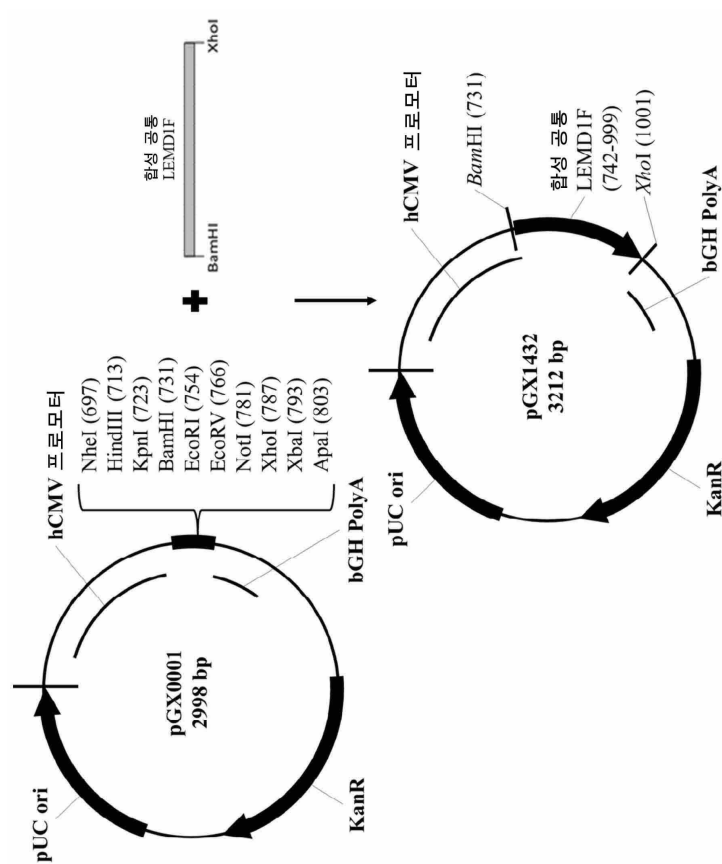 pUC ori
hCMV 프로모터
NheI (697)
HindIII (713)
KpnI (723)
BamHI (731)
EcoRI (754)
EcoRV (766)
NotI (781)
XhoI (787)
XbaI (793)
ApaI (803)
pGX0001
2998 bp
bGH PolyA
KanR
합성 공통
LEMD1F
BamHI
XhoI
pUC ori
hCMV 프로모터
BamHI (731)
합성 공통
LEMD1F
(742-999)
XhoI (1001)
pGX1432
3212 bp
bGH PolyA
KanR